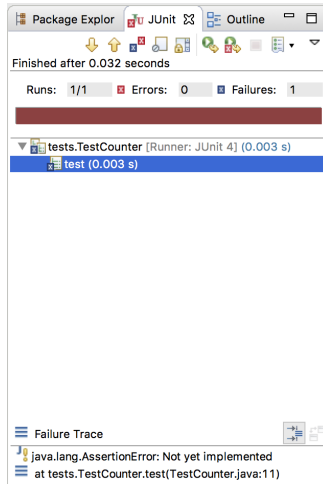 Package Explor JUnit Outline
Finished after 0.032 seconds
Runs: 1/1 Errors: 0 Failures: 1
tests.TestCounter [Runner: JUnit 4] (0.003 s)
test (0.003 s)
Failure Trace
java.lang.AssertionError: Not yet implemented
at tests.TestCounter.test(TestCounter.java:11)